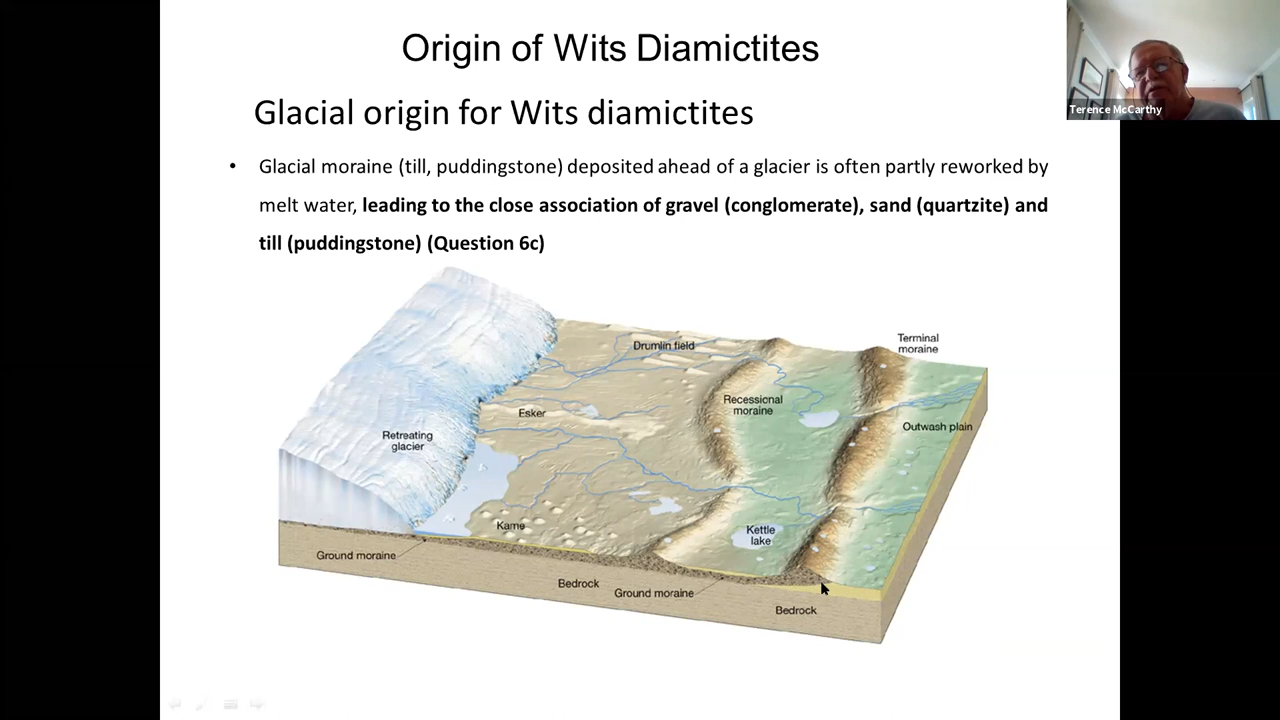 Origin of Wits Diamictites
Terence McCarthy
Glacial origin for Wits diamictites
• Glacial moraine (till, puddingstone) deposited ahead of a glacier is often partly reworked by
melt water, leading to the close association of gravel (conglomerate), sand (quartzite) and
till (puddingstone) (Question 6c)
Terminal
moraine
Drumlin field
Recessional
moraine
Esker
Outwash plain
Retreating
glacier
Kame
Kettle
lake
Ground moraine
Bedrock
Ground moraine
Bedrock